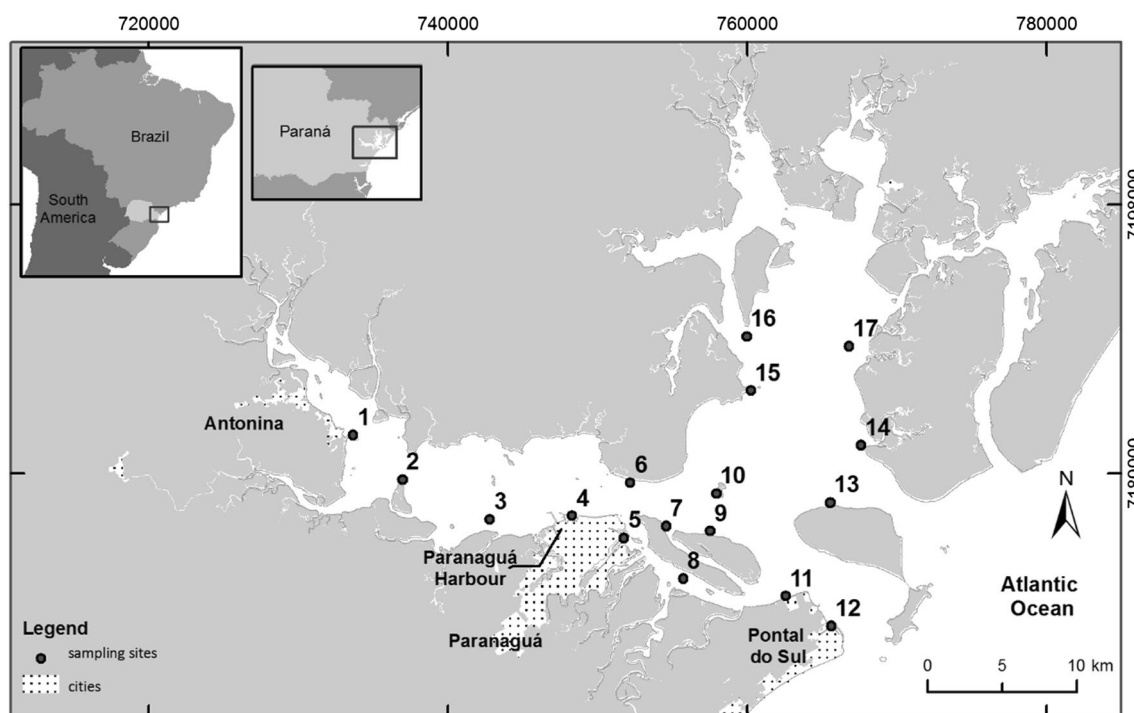 720000
740000
760000
780000
Brazil
South
America
Paraná
7198000
7180000
16
17
15
14
Antonina
1
2
3
4
5
6
7
8
9
10
13
11
12
Paranaguá
Harbour
Paranaguá
Pontal
do Sul
N
Atlantic
Ocean
Legend
sampling sites
cities
0 5 10 km